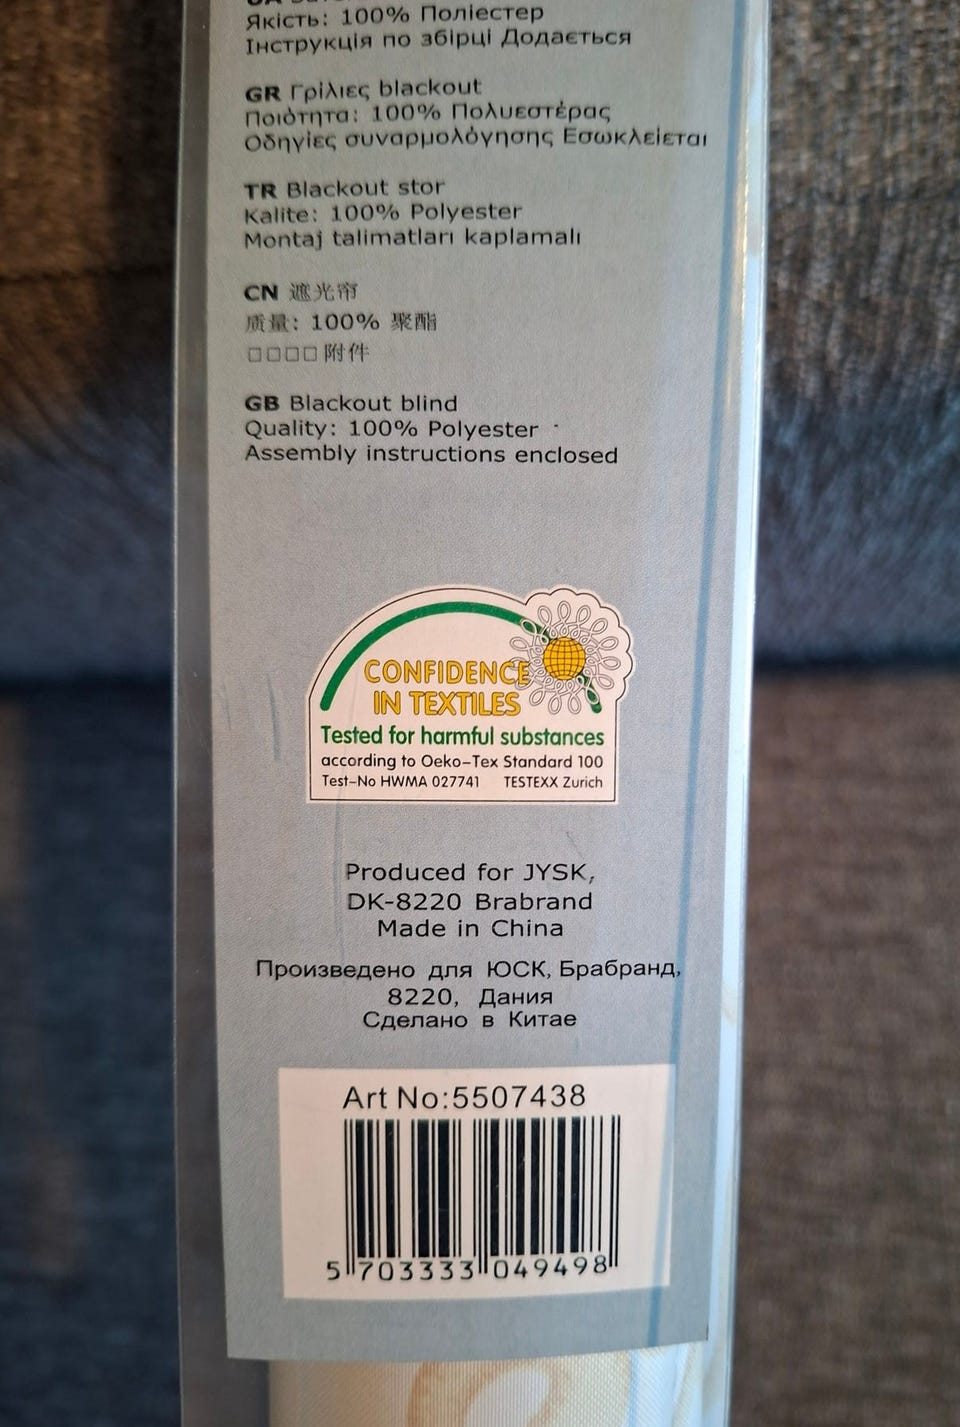 UA
Якість: 100% Поліестер
Інструкція по збірці Додається
GR Γρίλιες blackout
Ποιότητα: 100% Πολυεστέρας
Οδηγίες συναρμολόγησης Εσωκλείεται
TR Blackout stor
Kalite: 100% Polyester
Montaj talimatları kaplamalı
CN 遮光帘
质量: 100% 聚酯
□□□□附件
GB Blackout blind
Quality: 100% Polyester
Assembly instructions enclosed
CONFIDENCE
IN TEXTILES
Tested for harmful substances
according to Oeko-Tex Standard 100
Test-No HWMA 027741 TESTEXX Zurich
Produced for JYSK,
DK-8220 Brabrand
Made in China
Произведено для ЮСК, Брабранд,
8220, Дания
Сделано в Китае
Art No:5507438
5 703333 049498